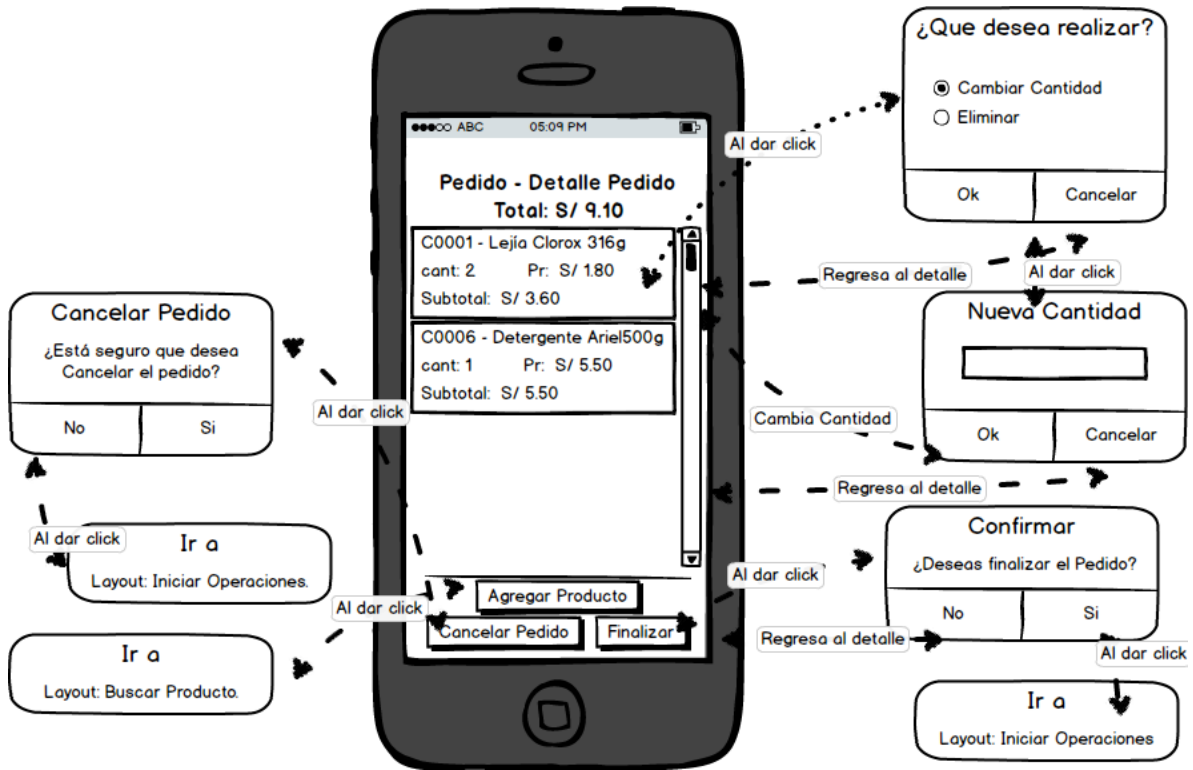 ¿Que desea realizar?
Cambiar Cantidad
Eliminar
Ok
Cancelar
ABC
05:09 PM
Al dar click
Pedido - Detalle Pedido
Total: S/ 9.10
C0001 - Lejía Clorox 316g
cant: 2 Pr: S/ 1.80
Subtotal: S/ 3.60
C0006 - Detergente Ariel500g
cant: 1 Pr: S/ 5.50
Subtotal: S/ 5.50
Regresa al detalle
Al dar click
Nueva Cantidad
Ok
Cancelar
Cambia Cantidad
Regresa al detalle
Cancelar Pedido
¿Está seguro que desea
Cancelar el pedido?
No
Si
Al dar click
Al dar click
Ir a
Layout: Iniciar Operaciones.
Al dar click
Ir a
Layout: Buscar Producto.
Agregar Producto
Cancelar Pedido
Finalizar
Al dar click
Confirmar
¿Deseas finalizar el Pedido?
No
Si
Regresa al detalle
Al dar click
Ir a
Layout: Iniciar Operaciones